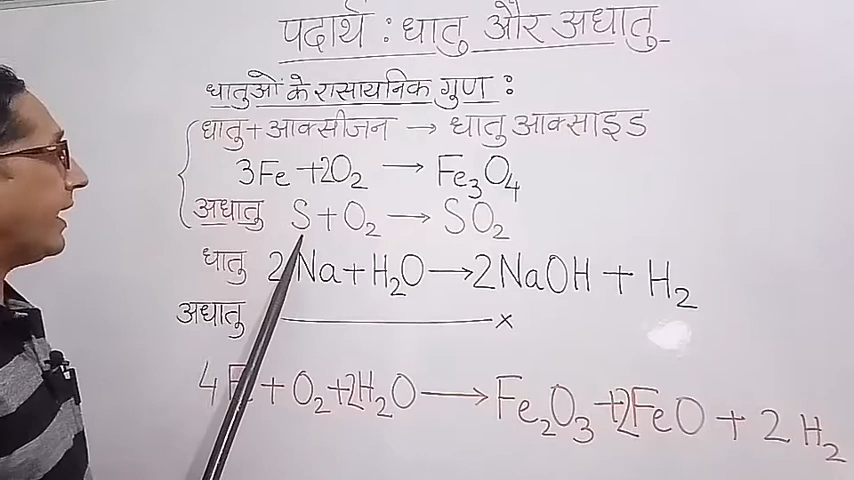 पदार्थ : धातु और अधातु
धातुओं के रासायनिक गुण :
धातु + आक्सीजन → धातु आक्साइड
3Fe + 2O₂ → Fe₃O₄
अधातु S + O₂ → SO₂
धातु 2Na + H₂O → 2NaOH + H₂
अधातु ——— x
4Fe + O₂ + 2H₂O → Fe₂O₃ + 2FeO + 2H₂